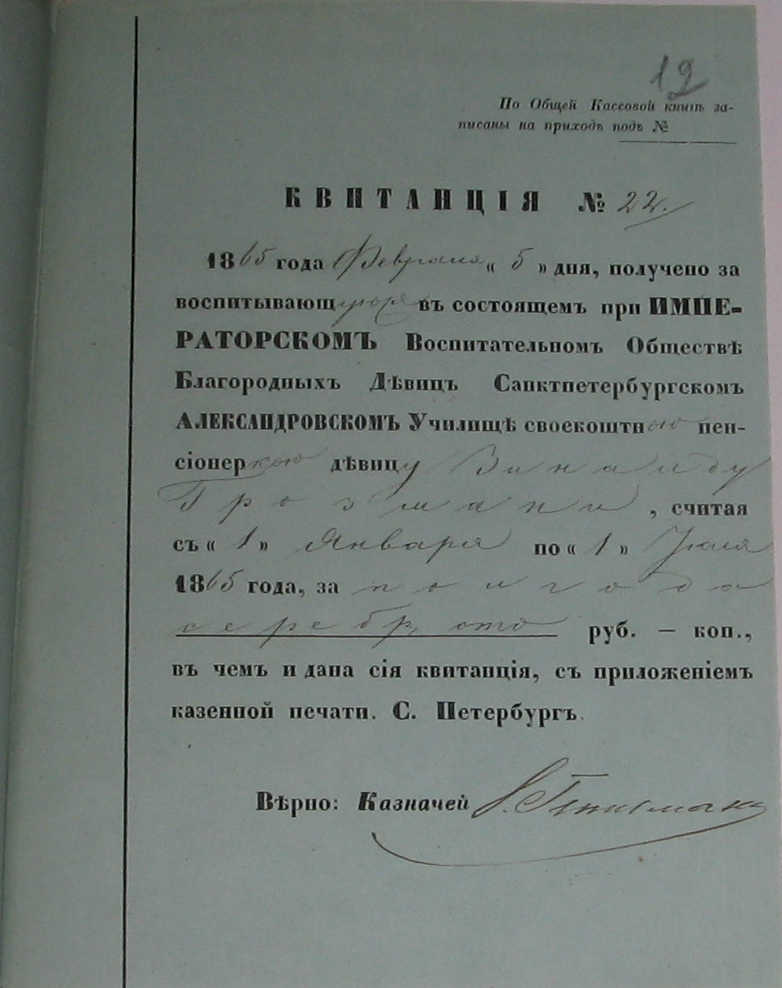 12
По Общей Кассовой книгѣ за-
писаны на приходъ подъ №
КВИТАНЦІЯ № 22.
1865 года Февраля „ 5 » дня, получено за
воспитывающуюся въ состоящемъ при ИМПЕ-
РАТОРСКОМЪ Воспитательномъ Обществѣ
Благородныхъ Дѣвицъ Санктпетербургскомъ
АЛЕКСАНДРОВСКОМЪ Училищѣ своекоштною пен-
сіонеркою дѣвицу Зинаиду
Грозмани, считая
съ « 1 » Января по « 1 » Іюля
1865 года, за полгода
серебр. сто руб. — коп.,
въ чемъ и дана сія квитанція, съ приложеніемъ
казенной печати. С. Петербургъ.
Вѣрно: Казначей